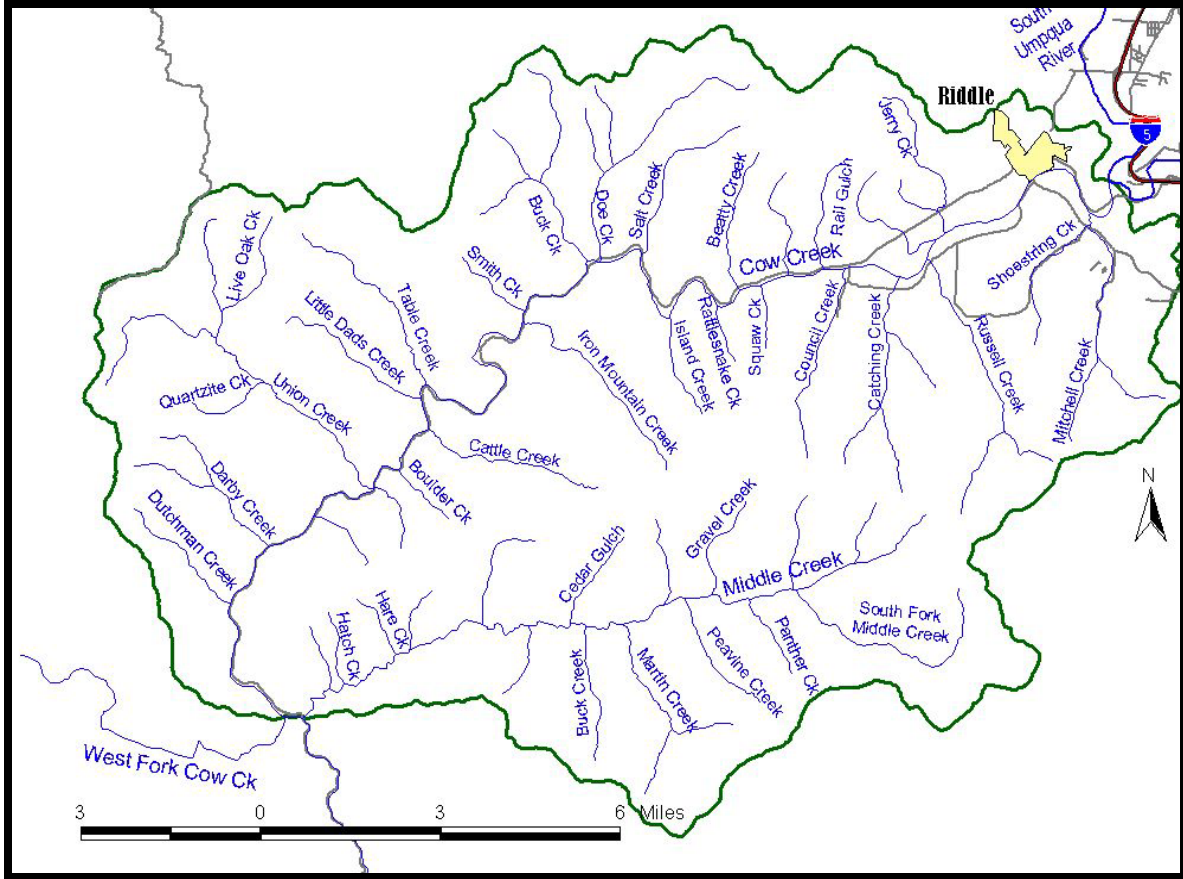 South
Umpqua
River
Riddle
5
Jerry Ck
Rail Gulch
Beatty Creek
Salt Creek
Doe Ck
Buck Ck
Live Oak Ck
Smith Ck
Cow Creek
Shoestring Ck
Table Creek
Little Dads Creek
Iron Mountain Creek
Island Creek
Rattlesnake Ck
Squaw Ck
Council Creek
Catching Creek
Russell Creek
Mitchell Creek
Quartzite Ck
Union Creek
Cattle Creek
Boulder Ck
Darby Creek
Dutchman Creek
N
Gravel Creek
Cedar Gulch
Middle Creek
Hare Ck
Hatch Ck
South Fork
Middle Creek
Panther Ck
Peavine Creek
Martin Creek
Buck Creek
West Fork Cow Ck
3 0 3 6 Miles